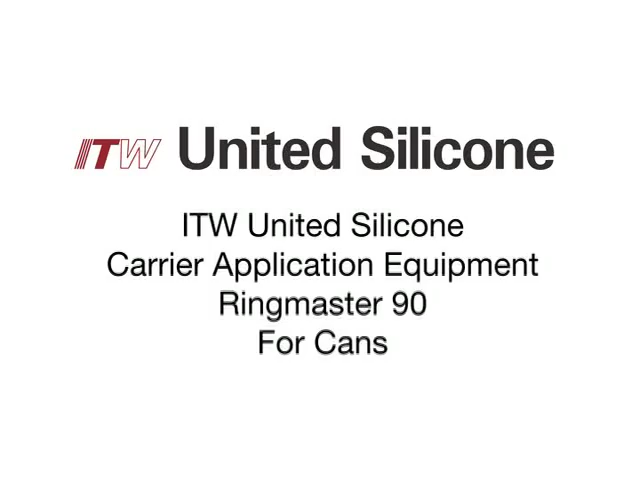 ITW United Silicone
ITW United Silicone
Carrier Application Equipment
Ringmaster 90
For Cans